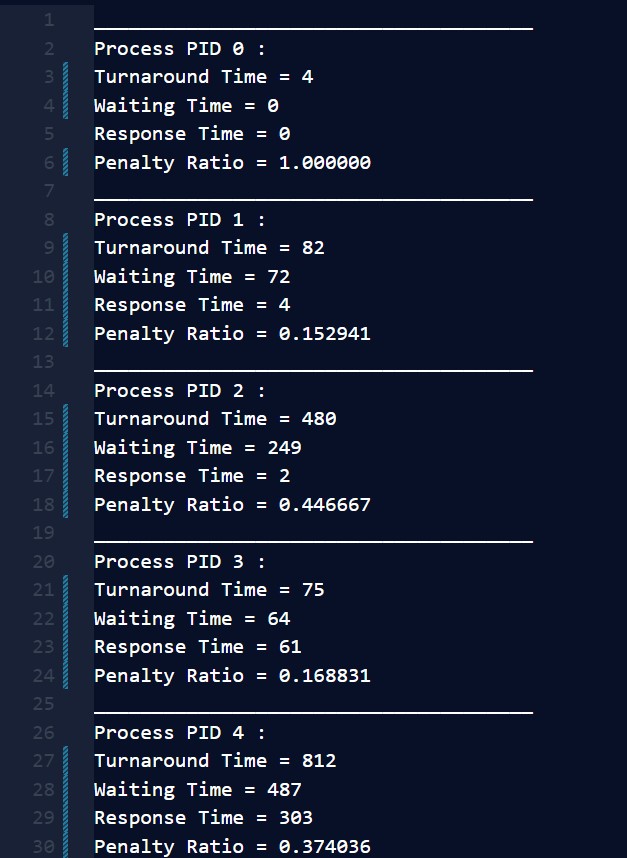 1 ______________________________________
2 Process PID 0 :
3 Turnaround Time = 4
4 Waiting Time = 0
5 Response Time = 0
6 Penalty Ratio = 1.000000
7 ______________________________________
8 Process PID 1 :
9 Turnaround Time = 82
10 Waiting Time = 72
11 Response Time = 4
12 Penalty Ratio = 0.152941
13 ______________________________________
14 Process PID 2 :
15 Turnaround Time = 480
16 Waiting Time = 249
17 Response Time = 2
18 Penalty Ratio = 0.446667
19 ______________________________________
20 Process PID 3 :
21 Turnaround Time = 75
22 Waiting Time = 64
23 Response Time = 61
24 Penalty Ratio = 0.168831
25 ______________________________________
26 Process PID 4 :
27 Turnaround Time = 812
28 Waiting Time = 487
29 Response Time = 303
30 Penalty Ratio = 0.374036